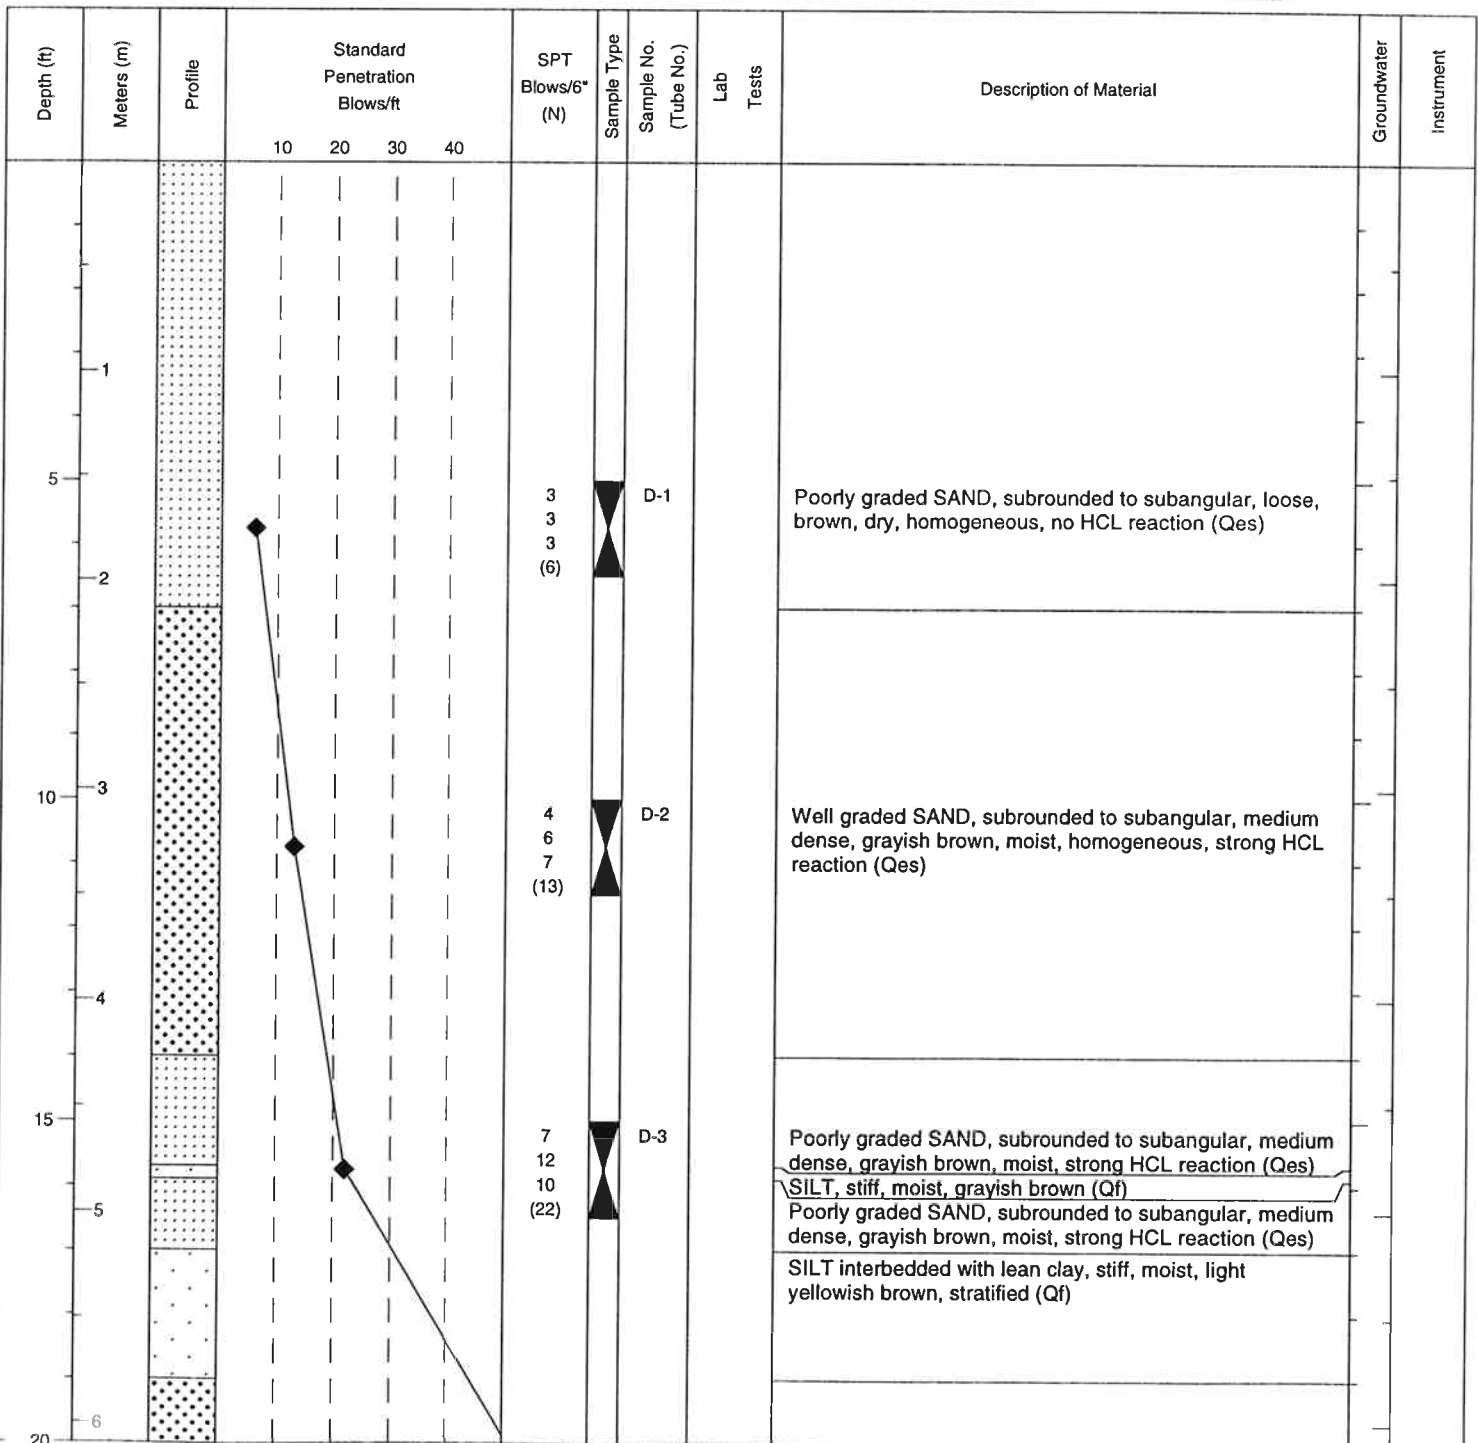 Depth (ft)
Meters (m)
Profile
Standard
Penetration
Blows/ft
10 20 30 40
SPT
Blows/6"
(N)
Sample Type
Sample No.
(Tube No.)
Lab
Tests
Description of Material
Groundwater
Instrument
1
5
3
3
3
(6)
D-1
Poorly graded SAND, subrounded to subangular, loose,
brown, dry, homogeneous, no HCL reaction (Qes)
2
3
10
4
6
7
(13)
D-2
Well graded SAND, subrounded to subangular, medium
dense, grayish brown, moist, homogeneous, strong HCL
reaction (Qes)
4
15
7
12
10
(22)
D-3
Poorly graded SAND, subrounded to subangular, medium
dense, grayish brown, moist, strong HCL reaction (Qes)
SILT, stiff, moist, grayish brown (Qf)
5
Poorly graded SAND, subrounded to subangular, medium
dense, grayish brown, moist, strong HCL reaction (Qes)
SILT interbedded with lean clay, stiff, moist, light
yellowish brown, stratified (Qf)
6
20